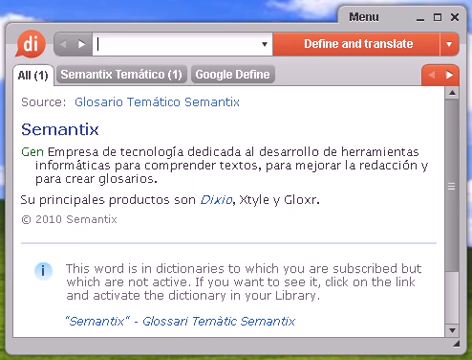 Menu
di
Define and translate
All (1)
Semantix Temático (1)
Google Define
Source: Glosario Temático Semantix
Semantix
Gen Empresa de tecnología dedicada al desarrollo de herramientas
informáticas para comprender textos, para mejorar la redacción y
para crear glosarios.
Su principales productos son Dixio, Xtyle y Gloxr.
© 2010 Semantix
This word is in dictionaries to which you are subscribed but
which are not active. If you want to see it, click on the link
and activate the dictionary in your Library.
"Semantix" - Glossari Temàtic Semantix